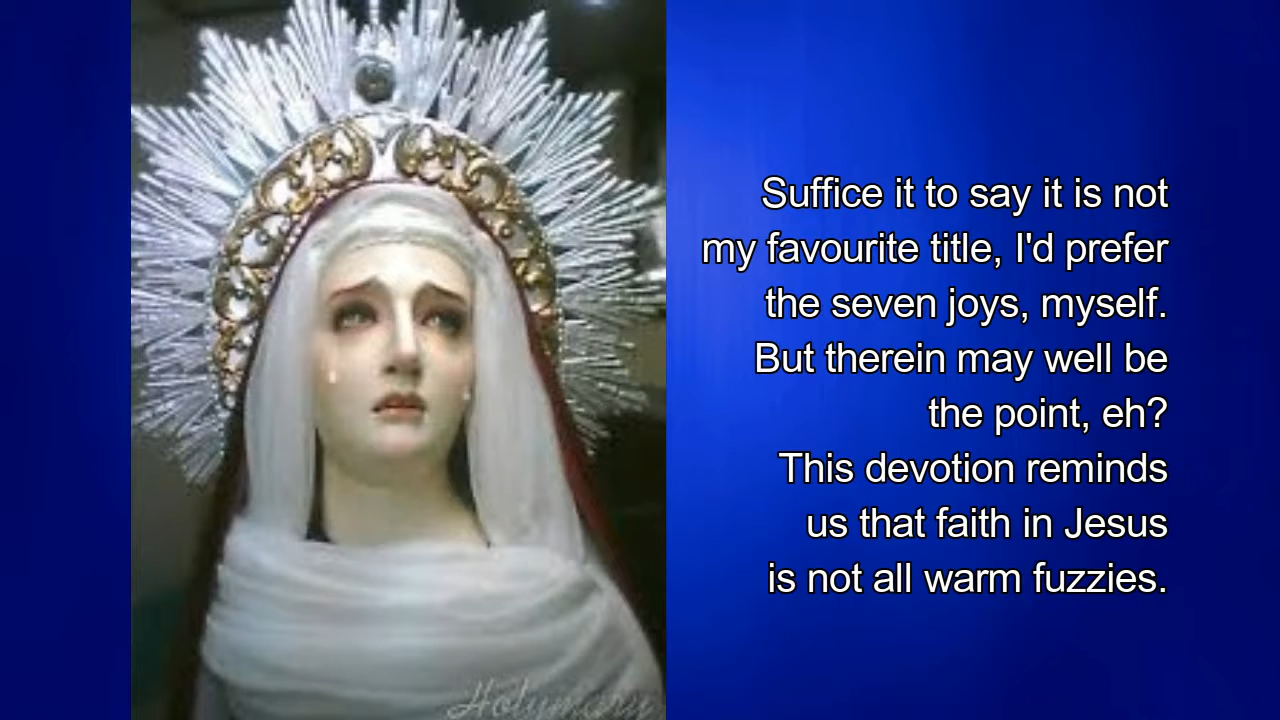 Suffice it to say it is not
my favourite title, I'd prefer
the seven joys, myself.
But therein may well be
the point, eh?
This devotion reminds
us that faith in Jesus
is not all warm fuzzies.
Holymary